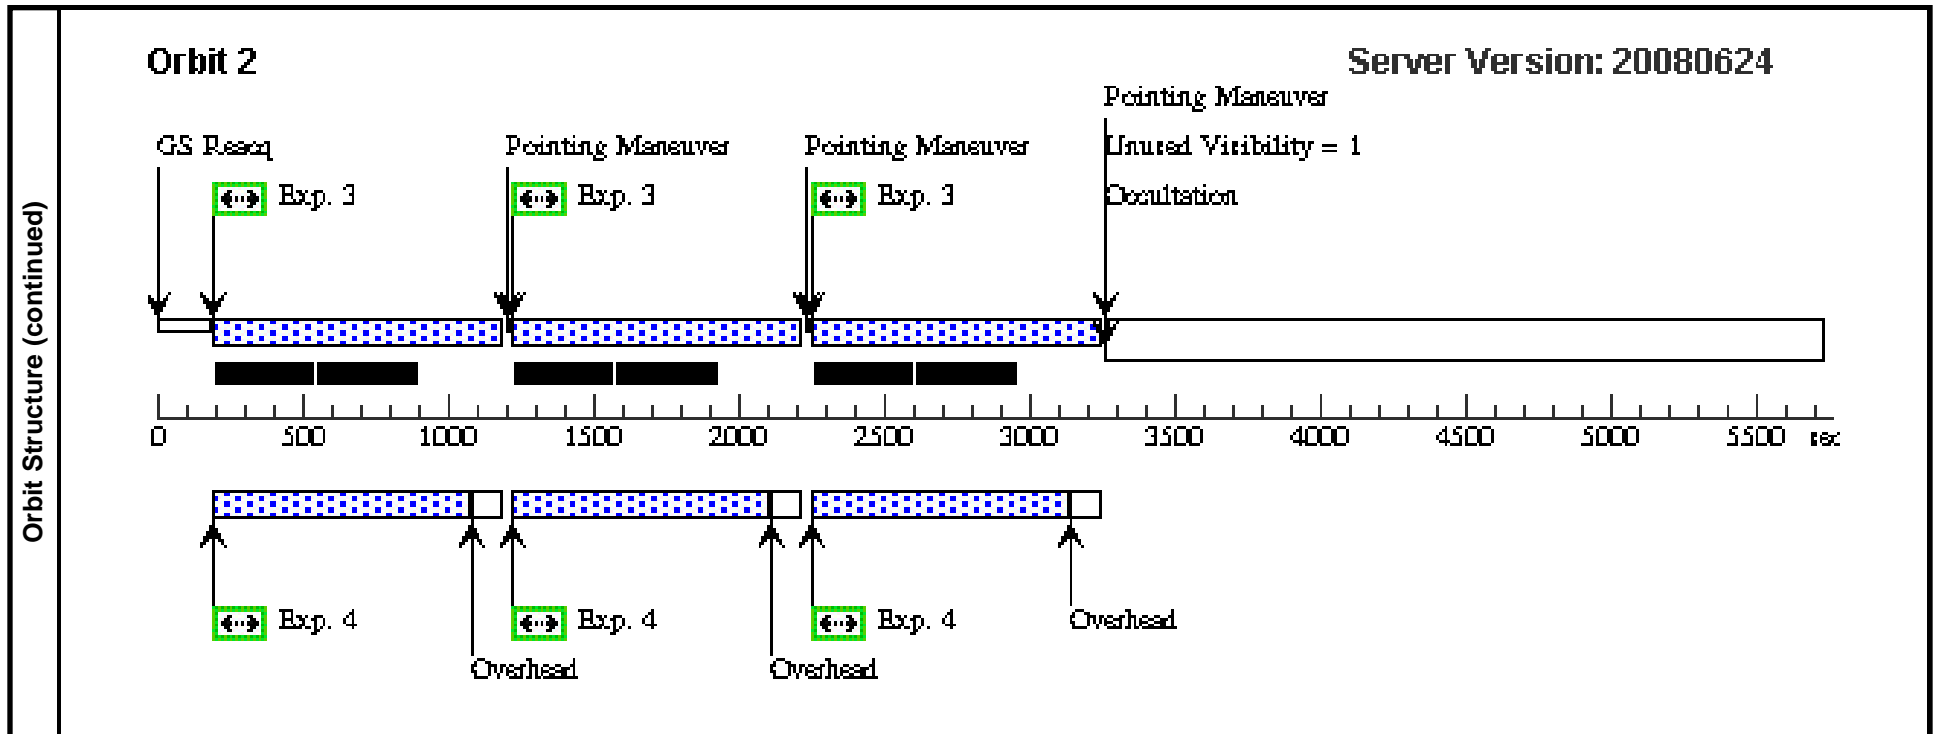 Orbit Structure (continued)
Orbit 2
Server Version: 20080624
Pointing Maneuver
GS Reacq
Pointing Maneuver
Pointing Maneuver
Unused Visibility = 1
Exp. 3
Exp. 3
Exp. 3
Occultation
0 500 1000 1500 2000 2500 3000 3500 4000 4500 5000 5500 sec
Exp. 4
Exp. 4
Exp. 4
Overhead
Overhead
Overhead